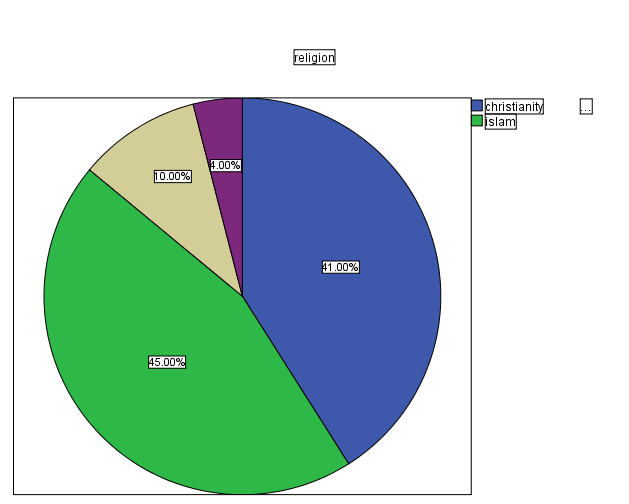 religion
christianity ...
islam
4.00%
10.00%
41.00%
45.00%